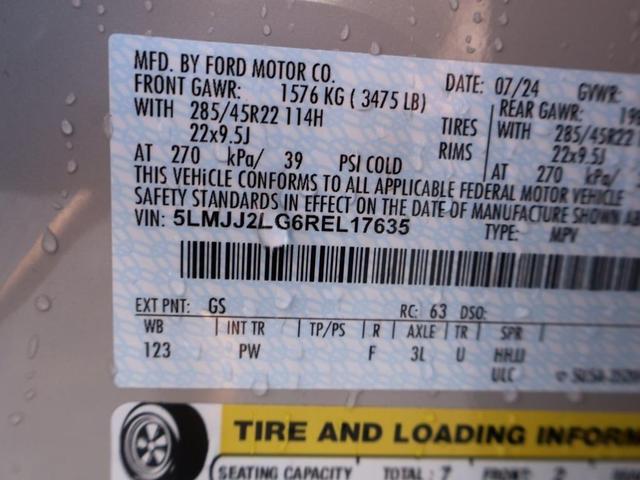 MFD. BY FORD MOTOR CO.
DATE: 07/24 GVWR:
FRONT GAWR: 1576 KG (3475 LB)
REAR GAWR:
WITH 285/45R22 114H TIRES WITH 285/45R22
22x9.5J RIMS 22x9.5J
AT 270 kPa/ 39 PSI COLD AT 270 kPa/
THIS VEHICLE CONFORMS TO ALL APPLICABLE FEDERAL MOTOR VEHICLE
SAFETY STANDARDS IN EFFECT ON THE DATE OF MANUFACTURE SHOWN
VIN: 5LMJJ2LG6REL17635
TYPE: MPV
EXT PNT: GS RC: 63 DSO:
WB INT TR TP/PS R AXLE TR SPR
123 PW F 3L U HHJJ
ULC
TIRE AND LOADING INFORM
SEATING CAPACITY TOTAL: 7 FRONT: 2